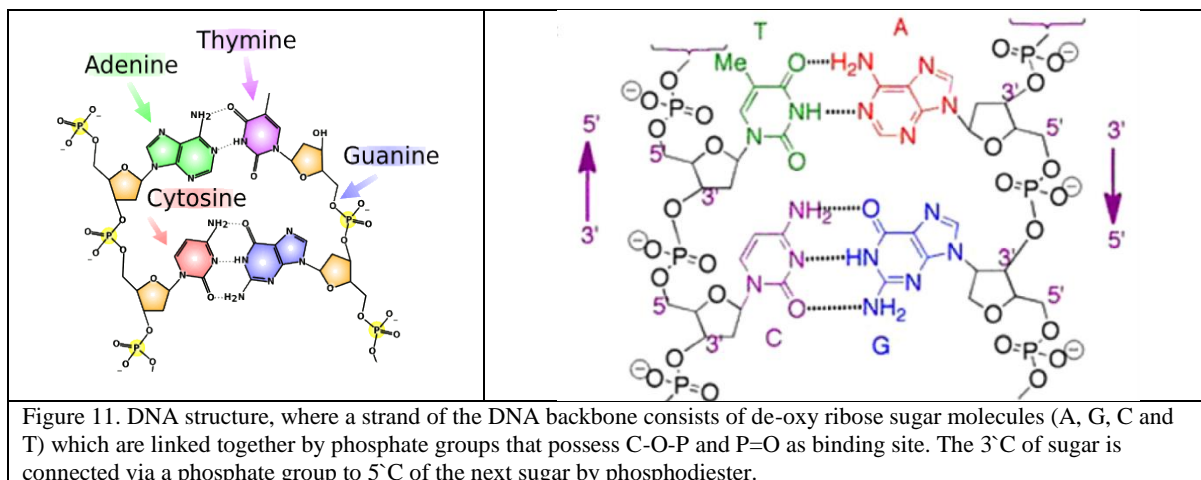 Thymine
Adenine
Guanine
Cytosine
NH₂
O
N
N
N
N
HN
N
O
OH
O
O
P
O
O⁻
O
O
O
O
P
O
O⁻
O
O
NH₂
N
N
O
O
HN
N
H₂N
N
N
O
O
P
O
O⁻
O
O
P
O
O⁻
O
O
P
O
O⁻
O
T
A
Me
O
H₂N
N
N
NH
N
N
N
N
O
O
P
O
O
5'
3'
5'
3'
O
O
3'
5'
O
P
O
O
O
O
P
O
O
3'
5'
NH₂
O
N
N
O
HN
N
N
N
NH₂
C
G
5'
3'
O
O
O
P
O
O
3'
5'
O
O
O
P
O
O
Figure 11. DNA structure, where a strand of the DNA backbone consists of de-oxy ribose sugar molecules (A, G, C and
T) which are linked together by phosphate groups that possess C-O-P and P=O as binding site. The 3`C of sugar is
connected via a phosphate group to 5`C of the next sugar by phosphodiester.